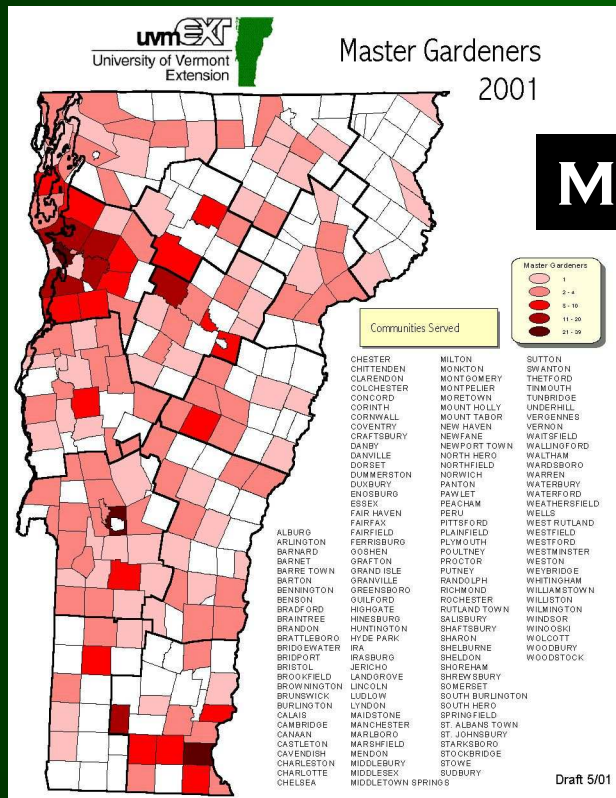 uvm EXT
University of Vermont
Extension
Master Gardeners
2001
M
Master Gardeners
1
2 - 4
5 - 10
11 - 20
21 - 39
Communities Served
ALBURG
ARLINGTON
BARNARD
BARNET
BARRE TOWN
BARTON
BENNINGTON
BENSON
BRADFORD
BRAINTREE
BRANDON
BRATTLEBORO
BRIDGEWATER
BRIDPORT
BRISTOL
BROOKFIELD
BROWNINGTON
BRUNSWICK
BURLINGTON
CALAIS
CAMBRIDGE
CANAAN
CASTLETON
CAVENDISH
CHARLESTON
CHARLOTTE
CHELSEA
CHESTER
CHITTENDEN
CLARENDON
COLCHESTER
CONCORD
CORINTH
CORNWALL
COVENTRY
CRAFTSBURY
DANBY
DANVILLE
DORSET
DUMMERSTON
DUXBURY
ENOSBURG
ESSEX
FAIR HAVEN
FAIRFAX
FAIRFIELD
FERRISBURG
GOSHEN
GRAFTON
GRAND ISLE
GRANVILLE
GREENSBORO
GUILFORD
HIGHGATE
HINESBURG
HUNTINGTON
HYDE PARK
IRA
IRASBURG
JERICHO
LANDGROVE
LINCOLN
LUDLOW
LYNDON
MAIDSTONE
MANCHESTER
MARLBORO
MARSHFIELD
MENDON
MIDDLEBURY
MIDDLESEX
MIDDLETOWN SPRINGS
MILTON
MONKTON
MONTGOMERY
MONTPELIER
MORETOWN
MOUNT HOLLY
MOUNT TABOR
NEW HAVEN
NEWFANE
NEWPORT TOWN
NORTH HERO
NORTHFIELD
NORWICH
PANTON
PAWLET
PEACHAM
PERU
PITTSFORD
PLAINFIELD
PLYMOUTH
POULTNEY
PROCTOR
PUTNEY
RANDOLPH
RICHMOND
ROCHESTER
RUTLAND TOWN
SALISBURY
SHAFTSBURY
SHARON
SHELBURNE
SHELDON
SHOREHAM
SHREWSBURY
SOMERSET
SOUTH BURLINGTON
SOUTH HERO
SPRINGFIELD
ST. ALBANS TOWN
ST. JOHNSBURY
STARKSBORO
STOCKBRIDGE
STOWE
SUDBURY
SUTTON
SWANTON
THETFORD
TINMOUTH
TUNBRIDGE
UNDERHILL
VERGENNES
VERNON
WAITSFIELD
WALLINGFORD
WALTHAM
WARDSBORO
WARREN
WATERBURY
WATERFORD
WEATHERSFIELD
WELLS
WEST RUTLAND
WESTFIELD
WESTFORD
WESTMINSTER
WESTON
WEYBRIDGE
WHITINGHAM
WILLIAMSTOWN
WILLISTON
WILMINGTON
WINDSOR
WINOOSKI
WOLCOTT
WOODBURY
WOODSTOCK
Draft 5/01